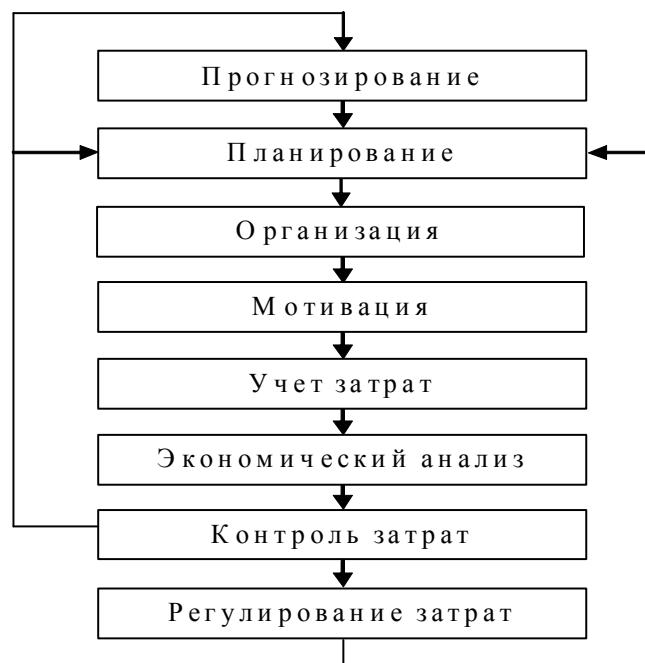 Прогнозирование
Планирование
Организация
Мотивация
Учет затрат
Экономический анализ
Контроль затрат
Регулирование затрат